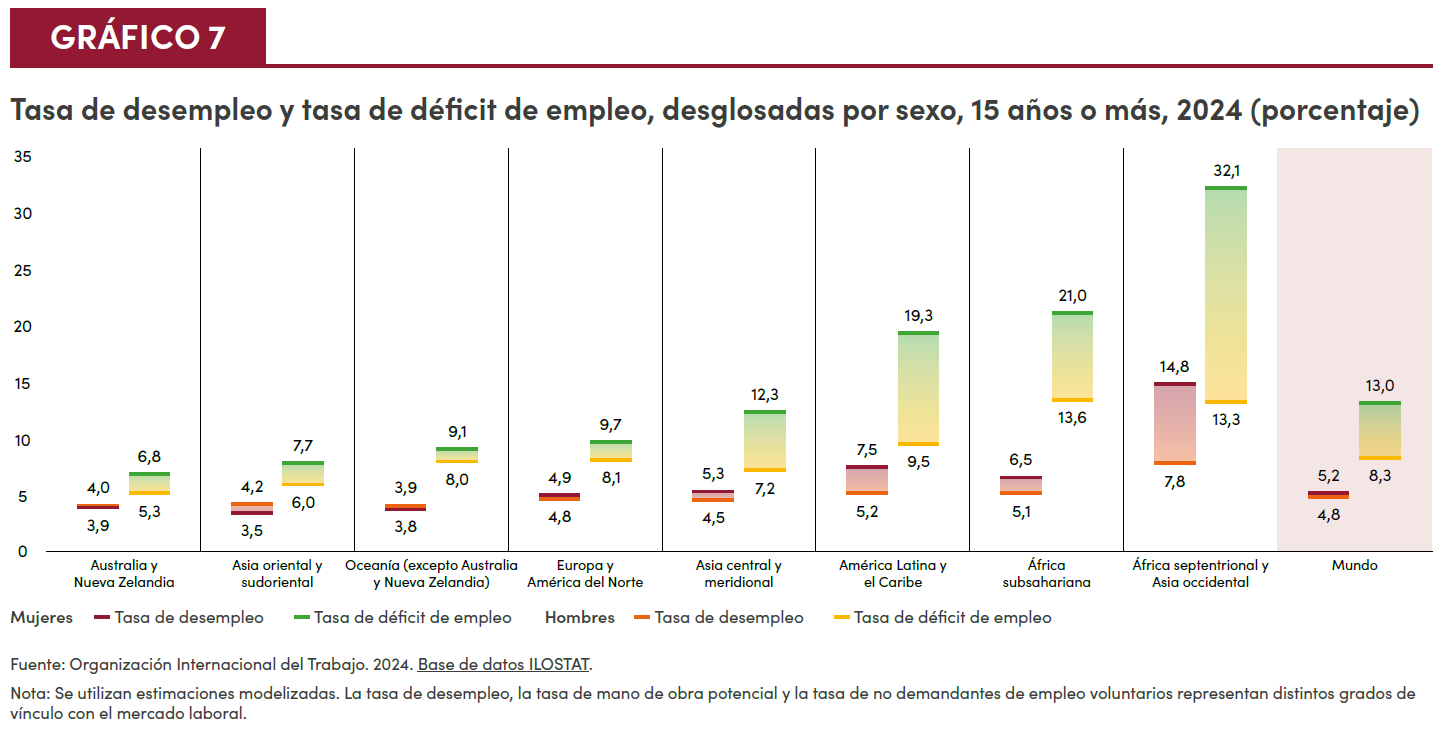 GRÁFICO 7
Tasa de desempleo y tasa de déficit de empleo, desglosadas por sexo, 15 años o más, 2024 (porcentaje)
35
30
25
20
15
10
5
0
4,0
3,9
6,8
5,3
4,2
3,5
7,7
6,0
3,9
3,8
9,1
8,0
4,9
4,8
9,7
8,1
5,3
4,5
12,3
7,2
7,5
5,2
19,3
9,5
6,5
5,1
21,0
13,6
14,8
7,8
32,1
13,3
5,2
4,8
13,0
8,3
Australia y
Nueva Zelandia
Asia oriental y
sudoriental
Oceanía (excepto Australia
y Nueva Zelandia)
Europa y
América del Norte
Asia central y
meridional
América Latina y
el Caribe
África
subsahariana
África septentrional y
Asia occidental
Mundo
Mujeres Tasa de desempleo Tasa de déficit de empleo Hombres Tasa de desempleo Tasa de déficit de empleo
Fuente: Organización Internacional del Trabajo. 2024. Base de datos ILOSTAT.
Nota: Se utilizan estimaciones modelizadas. La tasa de desempleo, la tasa de mano de obra potencial y la tasa de no demandantes de empleo voluntarios representan distintos grados de
vínculo con el mercado laboral.